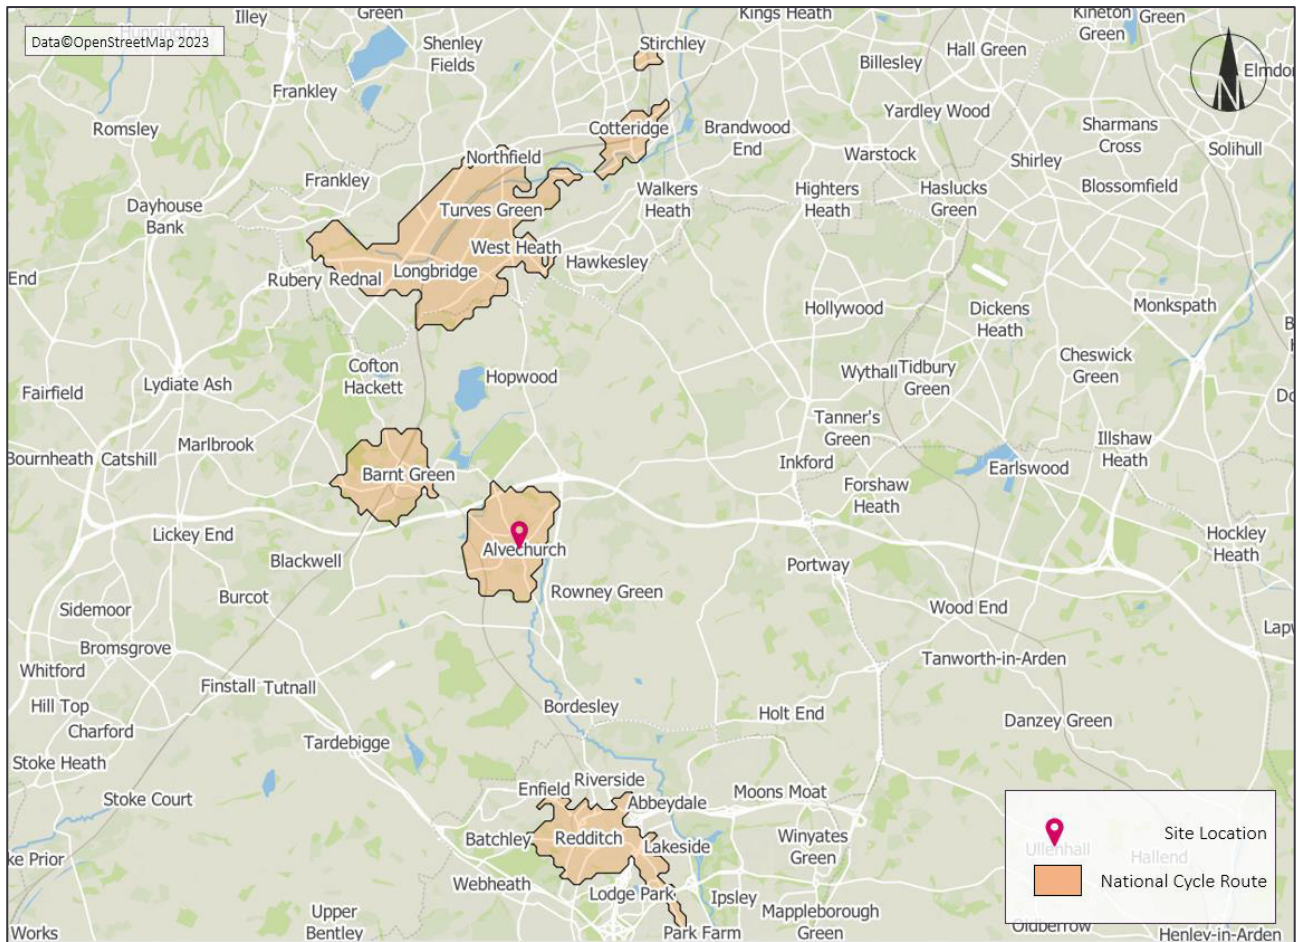 Illey
Green
Kings Heath
Kineton
Green
Green
Hunnington
Data©OpenStreetMap 2023
Shenley
Fields
Stirchley
Hall Green
Billesley
N
Frankley
Yardley Wood
Romsley
Cotteridge
Brandwood
End
Sharmans
Cross
Solihull
Northfield
Warstock
Shirley
Frankley
Walkers
Heath
Highters
Heath
Haslucks
Green
Blossomfield
Dayhouse
Bank
Turves Green
West Heath
Hawkesley
End
Rubery
Rednal
Longbridge
Hollywood
Dickens
Heath
Monkspath
Cofton
Hackett
Hopwood
Wythall
Tidbury
Green
Cheswick
Green
Fairfield
Lydiate Ash
Tanner's
Green
Marlbrook
Illshaw
Heath
Bournheath
Catshill
Barnt Green
Inkford
Earlswood
Forshaw
Heath
Lickey End
Alvechurch
Hockley
Heath
Blackwell
Portway
Rowney Green
Burcot
Sidemoor
Wood End
Bromsgrove
Whitford
Tanworth-in-Arden
Finstall
Tutnall
Hill Top
Bordesley
Holt End
Danzey Green
Charford
Tardebigge
Stoke Heath
Riverside
Enfield
Moons Moat
Stoke Court
Abbeydale
Batchley
Redditch
Lakeside
Winyates
Green
Webheath
Lodge Park
Ipsley
Upper
Bentley
Mappleborough
Green
Park Farm
Works
Site Location
Ullenhall
Hallend
National Cycle Route
Oldberrow
Henley-in-Arden